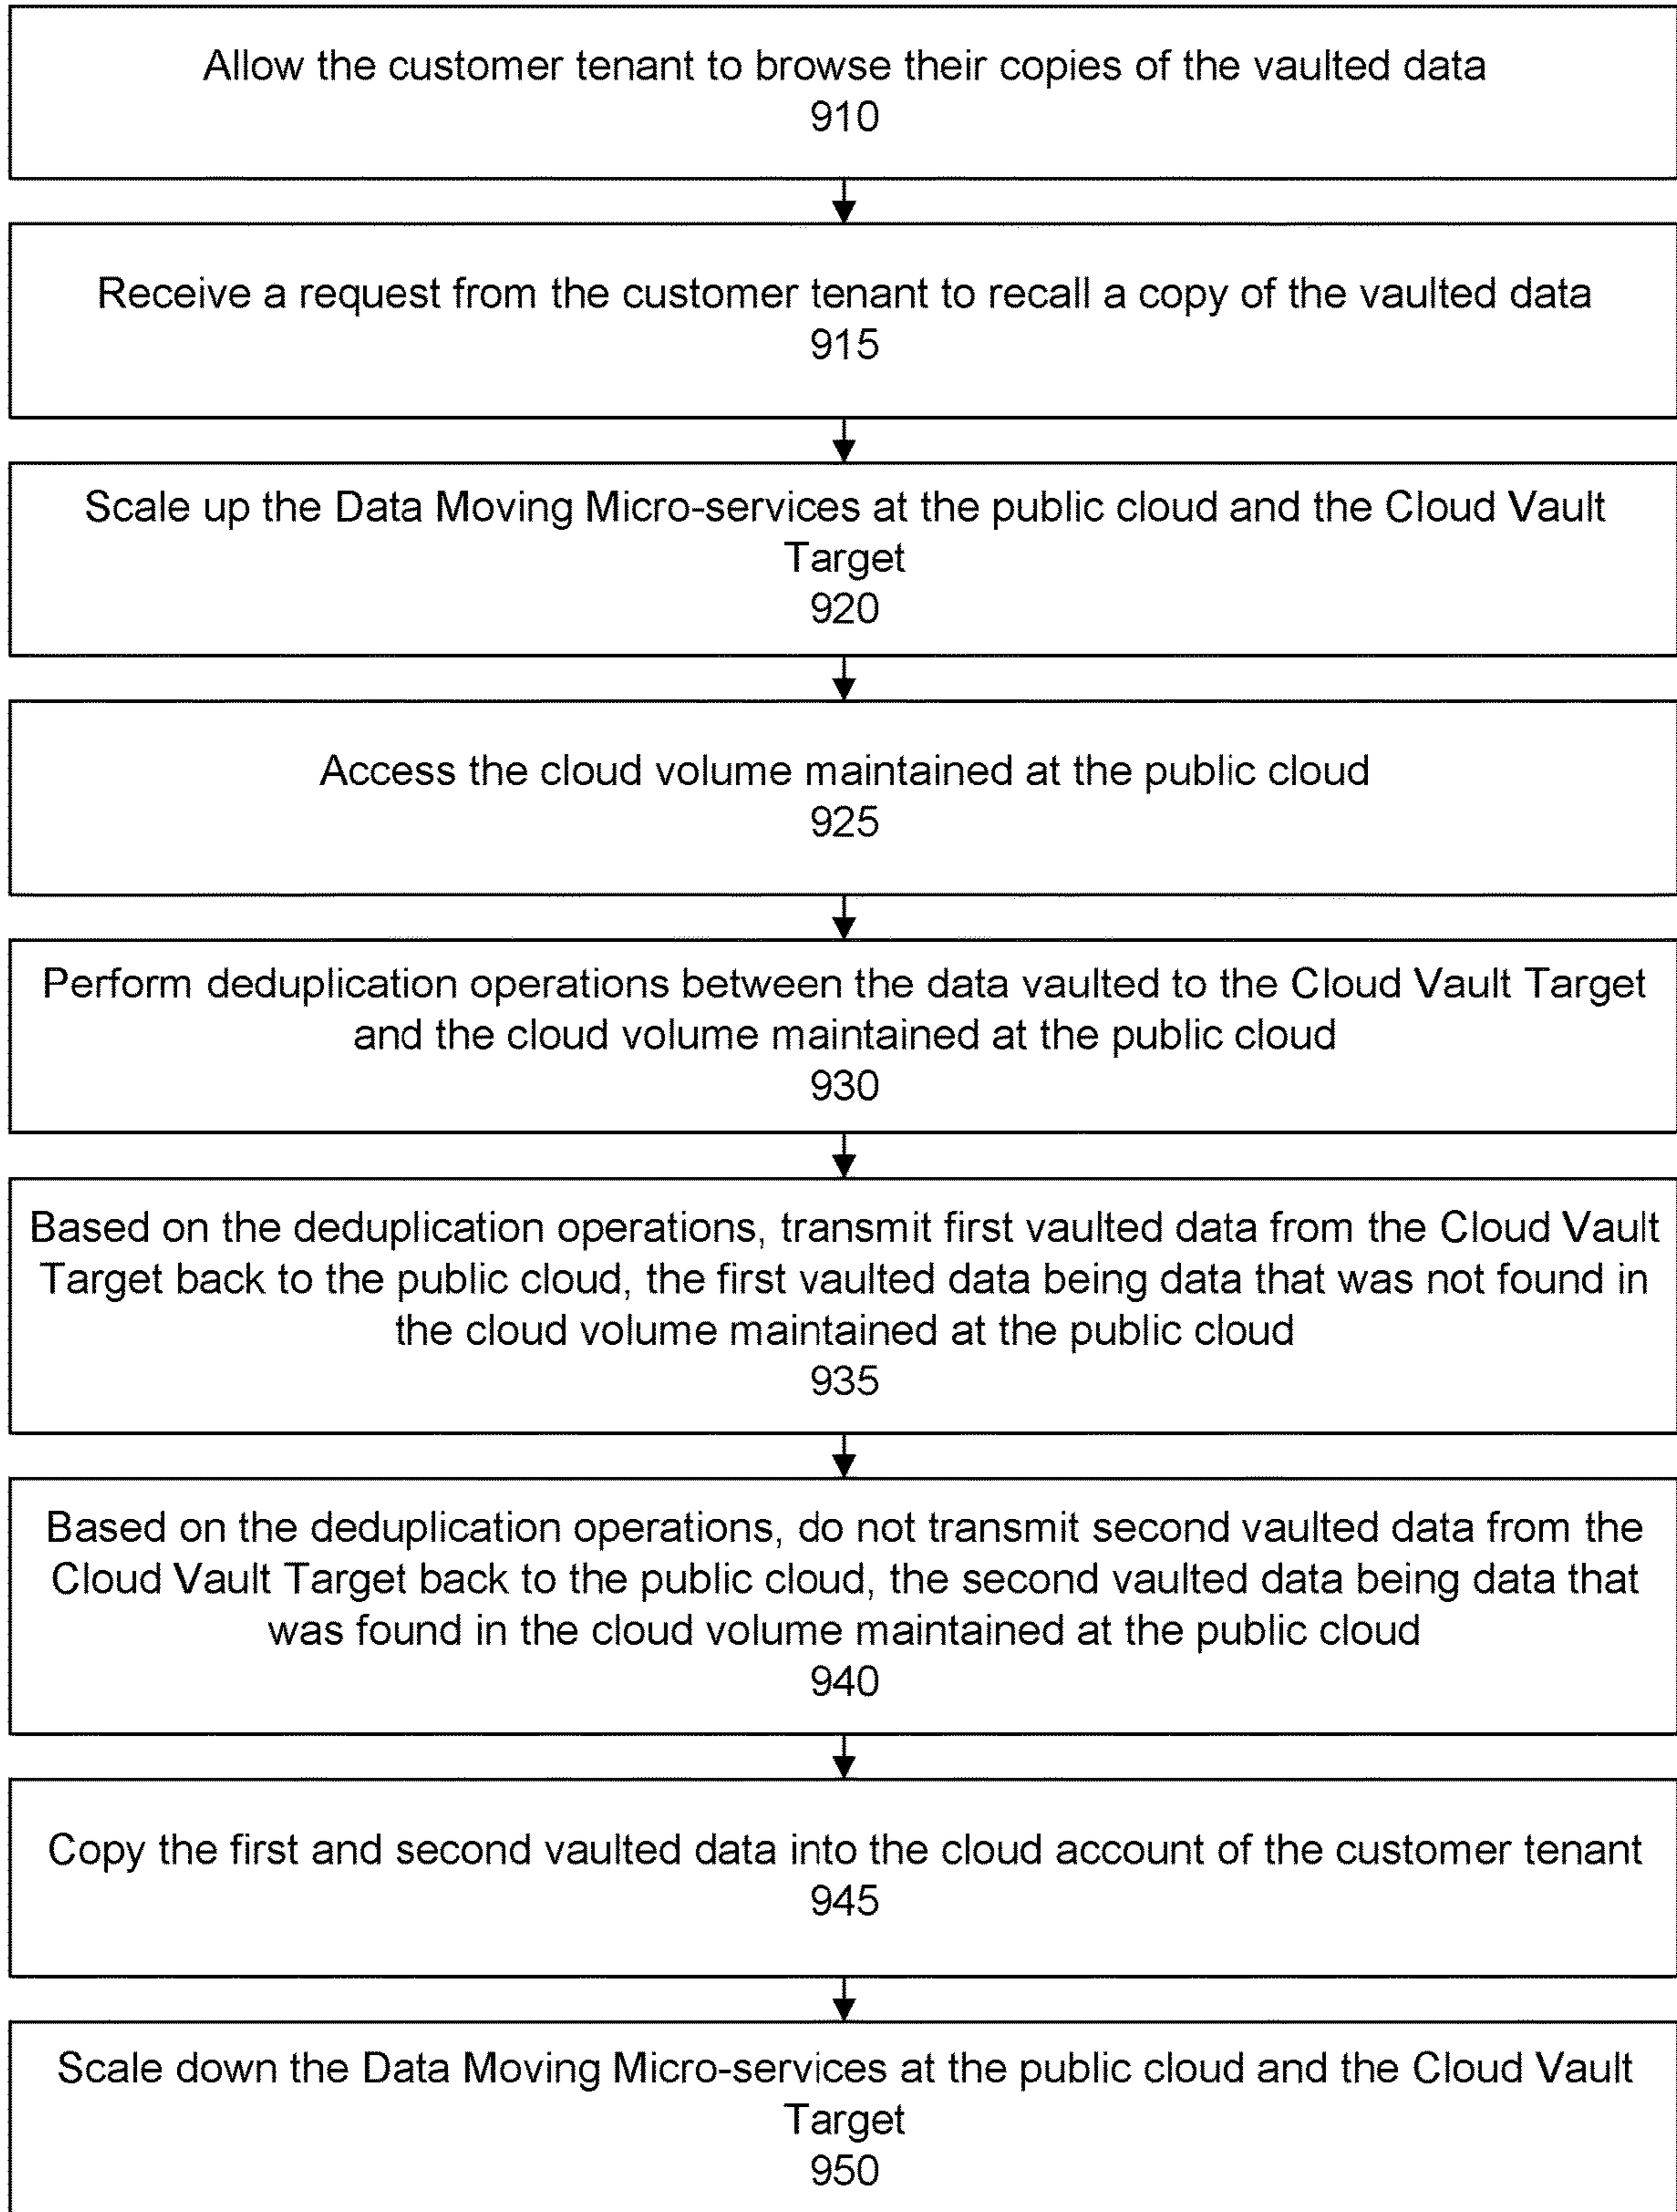 Allow the customer tenant to browse their copies of the vaulted data
910
Receive a request from the customer tenant to recall a copy of the vaulted data
915
Scale up the Data Moving Micro-services at the public cloud and the Cloud Vault
Target
920
Access the cloud volume maintained at the public cloud
925
Perform deduplication operations between the data vaulted to the Cloud Vault Target
and the cloud volume maintained at the public cloud
930
Based on the deduplication operations, transmit first vaulted data from the Cloud Vault
Target back to the public cloud, the first vaulted data being data that was not found in
the cloud volume maintained at the public cloud
935
Based on the deduplication operations, do not transmit second vaulted data from the
Cloud Vault Target back to the public cloud, the second vaulted data being data that
was found in the cloud volume maintained at the public cloud
940
Copy the first and second vaulted data into the cloud account of the customer tenant
945
Scale down the Data Moving Micro-services at the public cloud and the Cloud Vault
Target
950